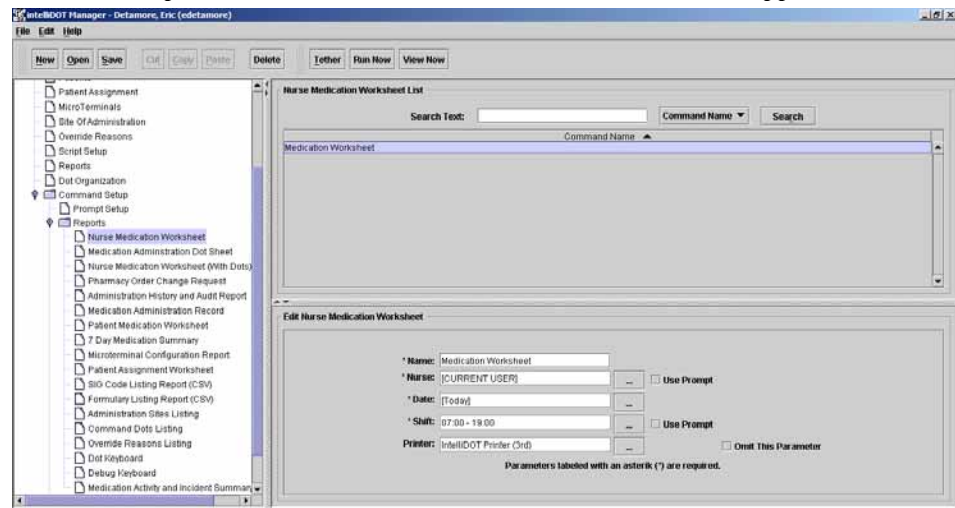 intelliDOT Manager - Detamore, Eric (edetamore)
File Edit Help
New Open Save Cut Copy Paste Delete Tether Run Now View Now
Patient Assignment
MicroTerminals
Site Of Administration
Override Reasons
Script Setup
Reports
Dot Organization
Command Setup
Prompt Setup
Reports
Nurse Medication Worksheet
Medication Adminstration Dot Sheet
Nurse Medication Worksheet (With Dots)
Pharmacy Order Change Request
Administration History and Audit Report
Medication Administration Record
Patient Medication Worksheet
7 Day Medication Summary
Microterminal Configuration Report
Patient Assignment Worksheet
SIG Code Listing Report (CSV)
Formulary Listing Report (CSV)
Administration Sites Listing
Command Dots Listing
Override Reasons Listing
Dot Keyboard
Debug Keyboard
Medication Activity and Incident Summary
Nurse Medication Worksheet List
Search Text: Command Name Search
Command Name
Medication Worksheet
Edit Nurse Medication Worksheet
* Name: Medication Worksheet
* Nurse: [CURRENT USER] ... Use Prompt
* Date: [Today] ...
* Shift: 07:00 - 19:00 ... Use Prompt
Printer: IntelliDOT Printer (3rd) ... Omit This Parameter
Parameters labeled with an asterik (*) are required.